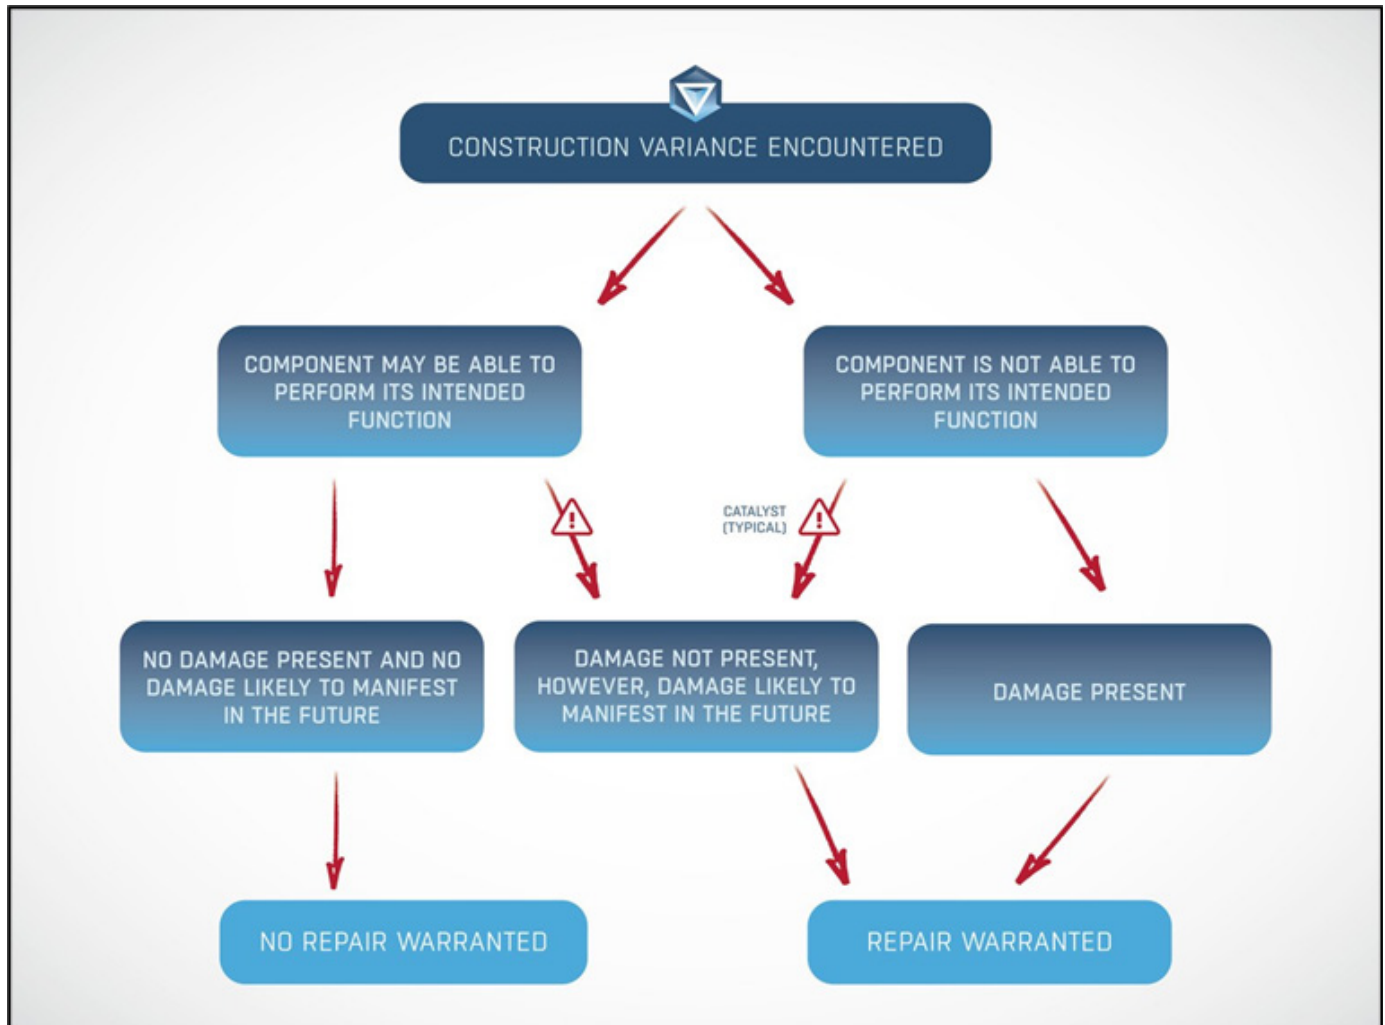 CONSTRUCTION VARIANCE ENCOUNTERED
COMPONENT MAY BE ABLE TO
PERFORM ITS INTENDED
FUNCTION
COMPONENT IS NOT ABLE TO
PERFORM ITS INTENDED
FUNCTION
CATALYST
(TYPICAL)
NO DAMAGE PRESENT AND NO
DAMAGE LIKELY TO MANIFEST
IN THE FUTURE
DAMAGE NOT PRESENT,
HOWEVER, DAMAGE LIKELY TO
MANIFEST IN THE FUTURE
DAMAGE PRESENT
NO REPAIR WARRANTED
REPAIR WARRANTED